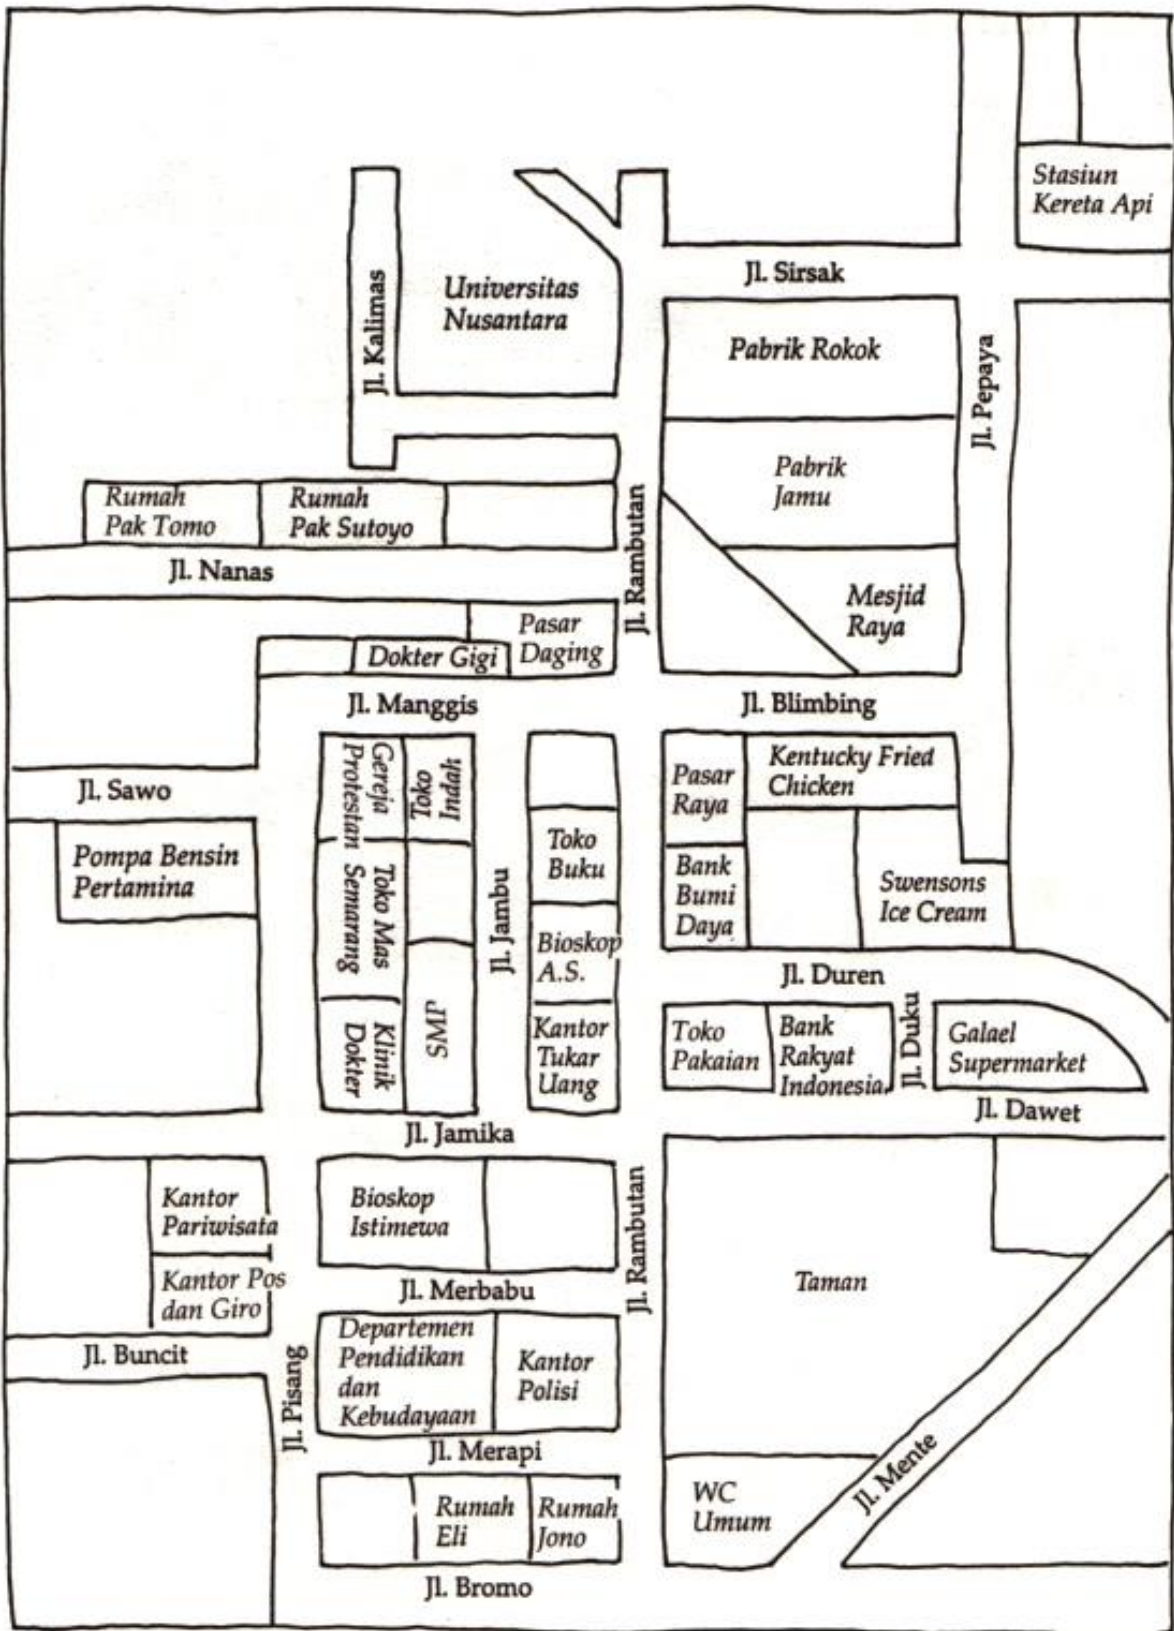 Stasiun
Kereta Api
Jl. Sirsak
Universitas
Nusantara
Jl. Kalimas
Pabrik Rokok
Jl. Pepaya
Pabrik
Jamu
Rumah
Pak Tomo
Rumah
Pak Sutoyo
Jl. Rambutan
Jl. Nanas
Mesjid
Raya
Pasar
Daging
Dokter Gigi
Jl. Manggis
Jl. Blimbing
Gereja
Protestan
Toko
Indah
Kentucky Fried
Chicken
Pasar
Raya
Jl. Sawo
Toko
Buku
Pompa Bensin
Pertamina
Toko Mas
Semarang
Jl. Jambu
Bank
Bumi
Daya
Swensons
Ice Cream
Bioskop
A.S.
Jl. Duren
Klinik
Dokter
SMP
Kantor
Tukar
Uang
Toko
Pakaian
Bank
Rakyat
Indonesia
Jl. Duku
Galael
Supermarket
Jl. Dawet
Jl. Jamika
Kantor
Pariwisata
Bioskop
Istimewa
Jl. Rambutan
Kantor Pos
dan Giro
Jl. Merbabu
Taman
Jl. Buncit
Jl. Pisang
Departemen
Pendidikan
dan
Kebudayaan
Kantor
Polisi
Jl. Merapi
Jl. Mente
WC
Umum
Rumah
Eli
Rumah
Jono
Jl. Bromo